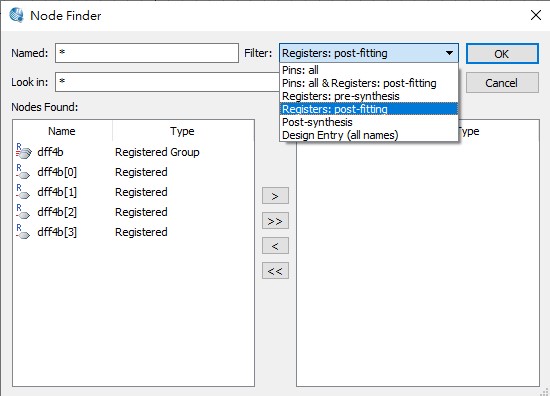 Node Finder
Named: * Filter: Registers: post-fitting OK
Pins: all
Pins: all & Registers: post-fitting
Look in: * Cancel
Registers: pre-synthesis
Registers: post-fitting
Post-synthesis
Design Entry (all names)
Nodes Found:
Name Type Type
dff4b Registered Group
dff4b[0] Registered
dff4b[1] Registered
dff4b[2] Registered
dff4b[3] Registered
>
>>
<
<<